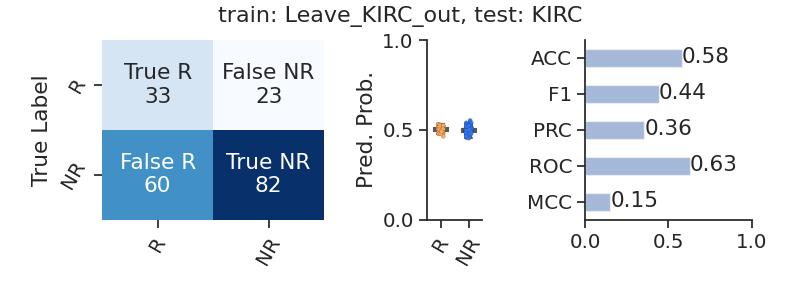 train: Leave_KIRC_out, test: KIRC
True Label
R
NR
True R
33
False NR
23
False R
60
True NR
82
R
NR
Pred. Prob.
1.0
0.5
0.0
R
NR
ACC
0.58
F1
0.44
PRC
0.36
ROC
0.63
MCC
0.15
0.0
0.5
1.0